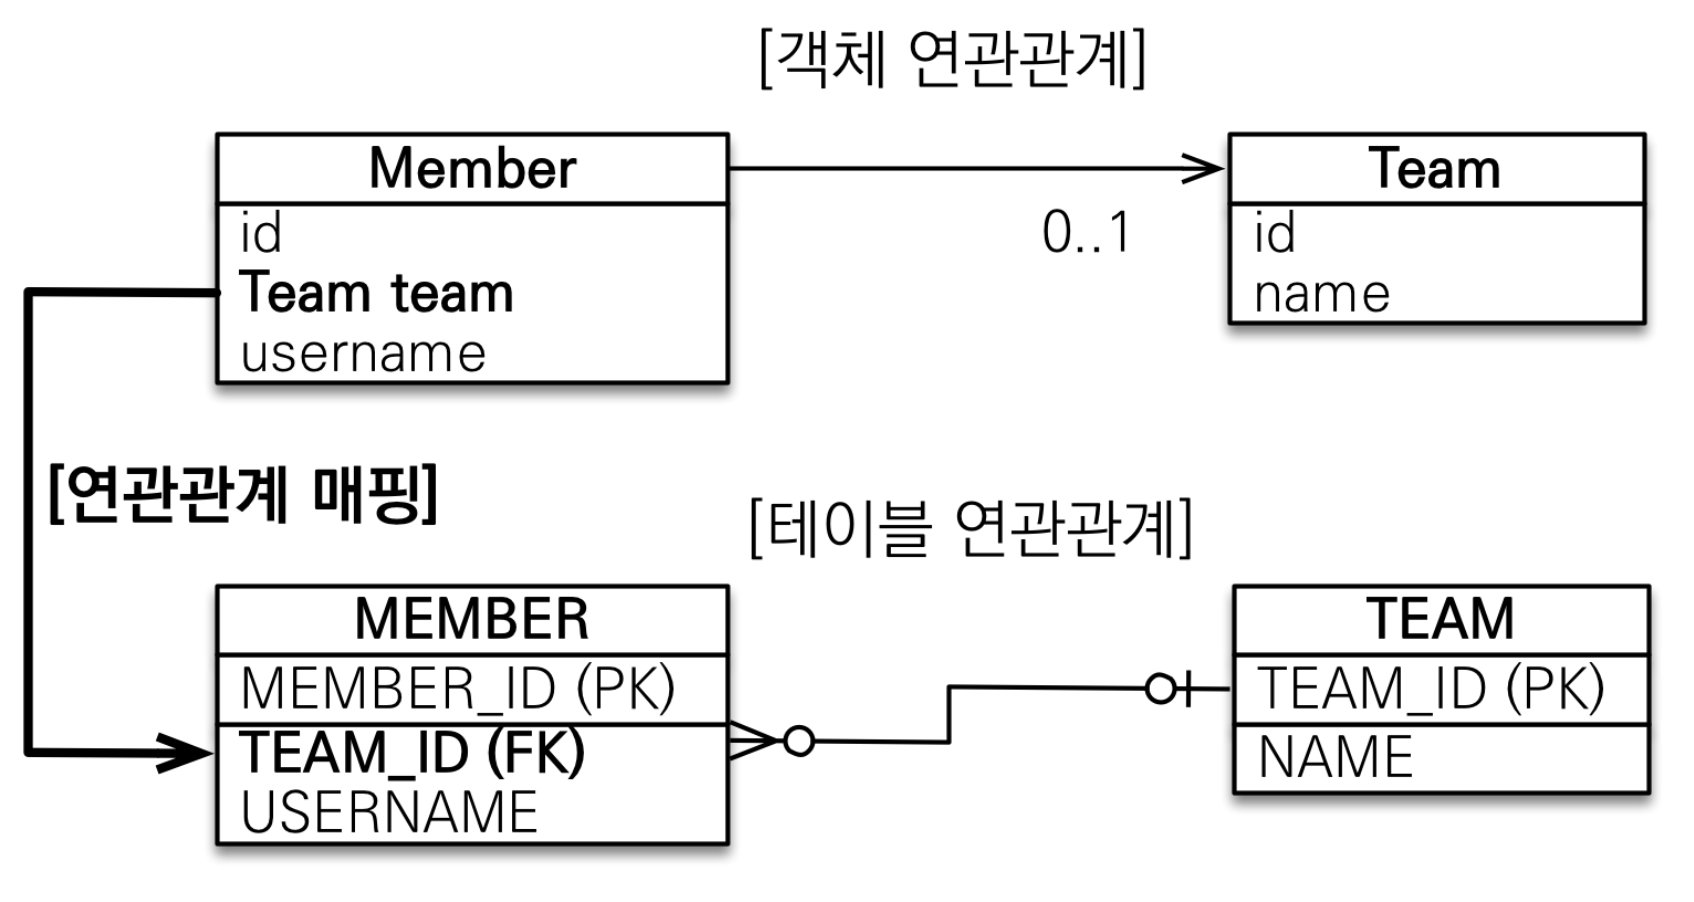 [객체 연관관계]
Member
id
Team team
username
0..1
Team
id
name
[연관관계 매핑]
[테이블 연관관계]
MEMBER
MEMBER_ID (PK)
TEAM_ID (FK)
USERNAME
TEAM
TEAM_ID (PK)
NAME